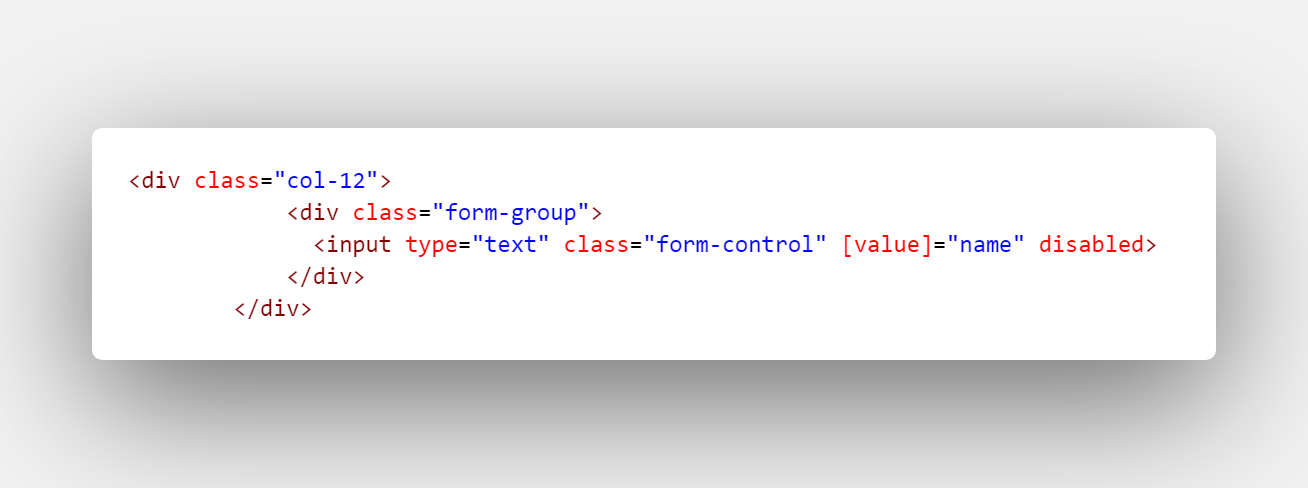 <div class="col-12">
<div class="form-group">
<input type="text" class="form-control" [value]="name" disabled>
</div>
</div>